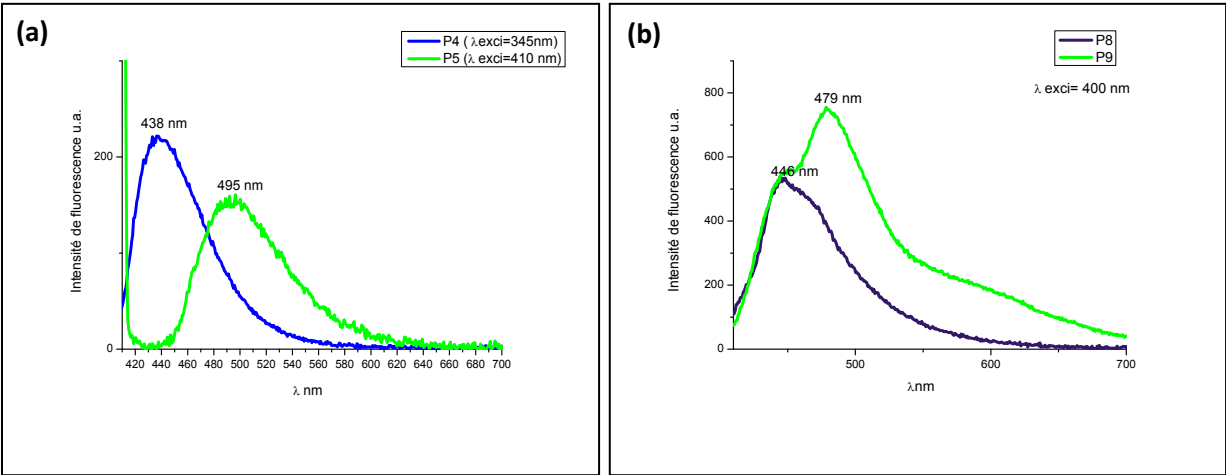 (a)
P4 ( λexci=345nm)
P5 (λ exci=410 nm)
438 nm
495 nm
200
0
Intensité de fluorescence u.a.
420 440 460 480 500 520 540 560 580 600 620 640 660 680 700
λ nm
(b)
P8
P9
λ exci= 400 nm
479 nm
446 nm
800
600
400
200
0
Intensité de fluorescence u.a.
500 600 700
λnm